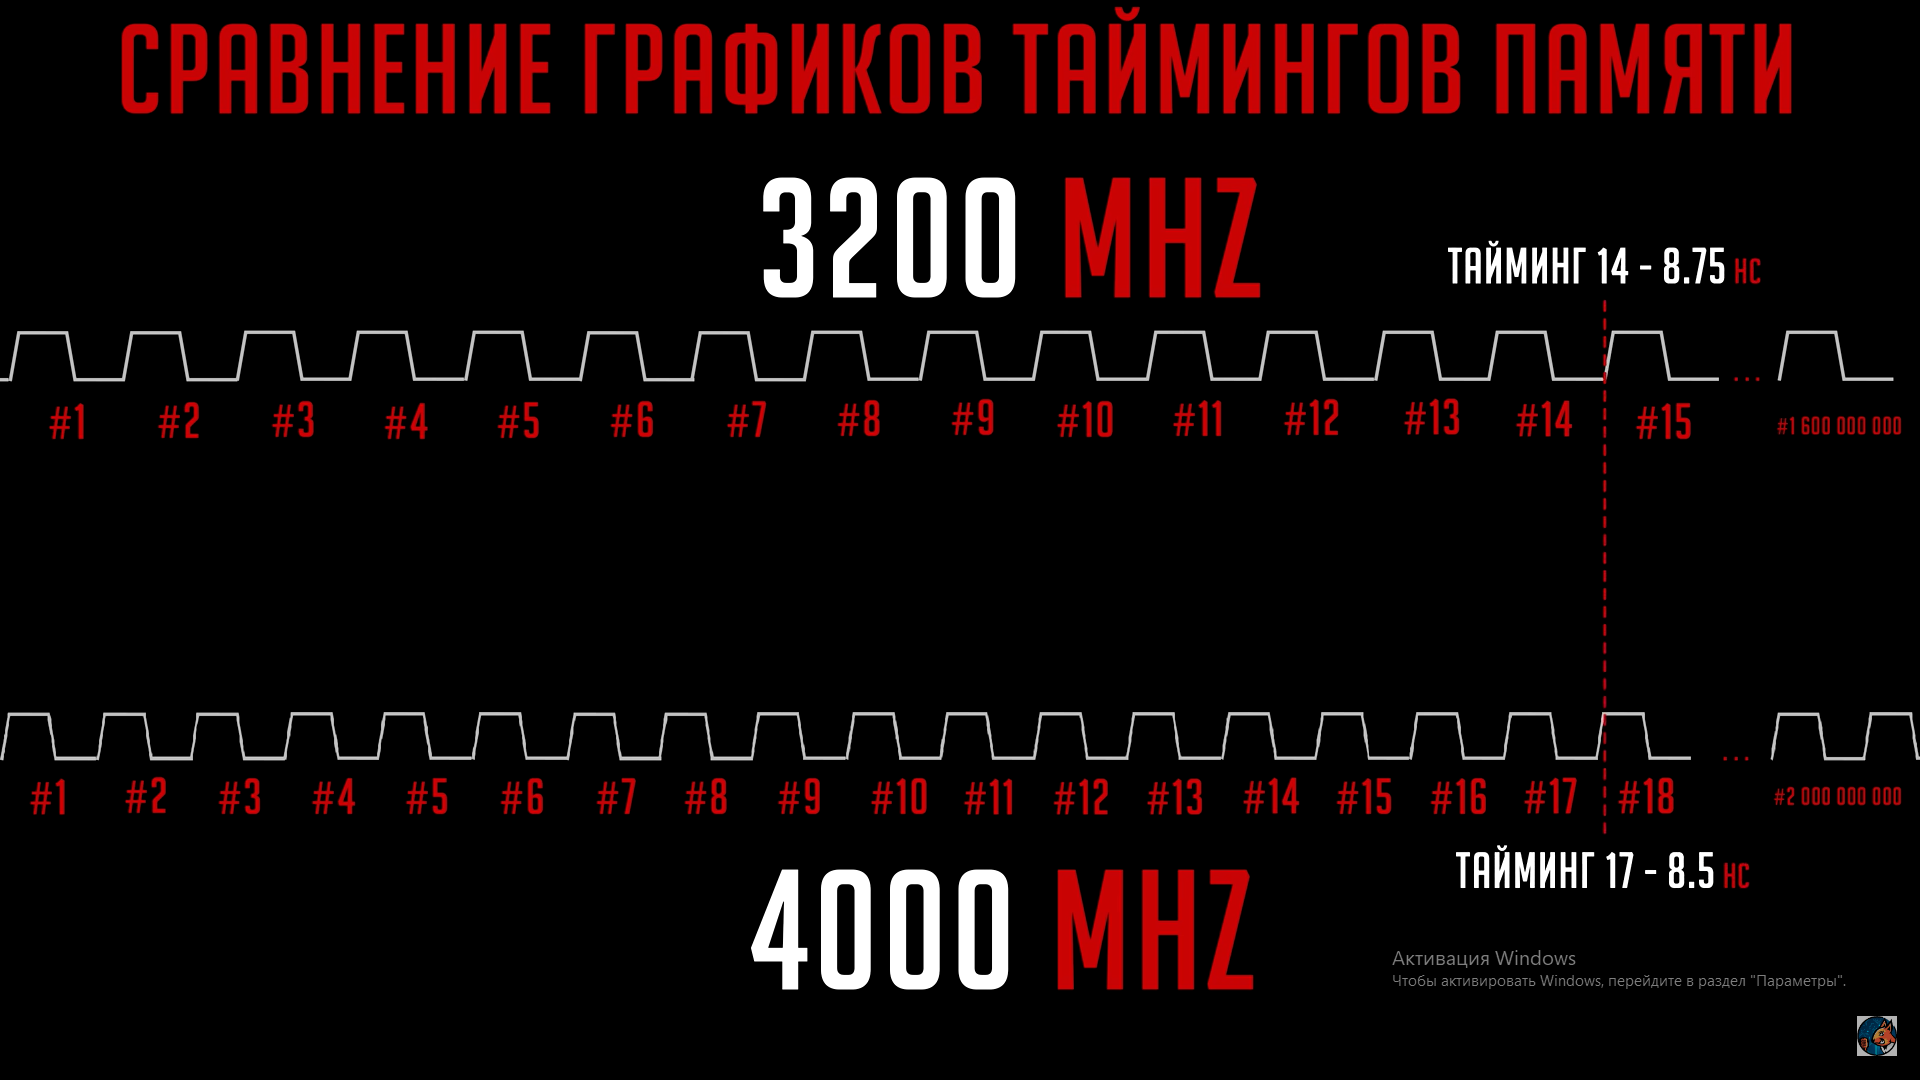 СРАВНЕНИЕ ГРАФИКОВ ТАЙМИНГОВ ПАМЯТИ
3200 MHZ
ТАЙМИНГ 14 - 8.75 НС
#1 #2 #3 #4 #5 #6 #7 #8 #9 #10 #11 #12 #13 #14 #15 ... #1 600 000 000
#1 #2 #3 #4 #5 #6 #7 #8 #9 #10 #11 #12 #13 #14 #15 #16 #17 #18 ... #2 000 000 000
ТАЙМИНГ 17 - 8.5 НС
4000 MHZ
Активация Windows
Чтобы активировать Windows, перейдите в раздел "Параметры".